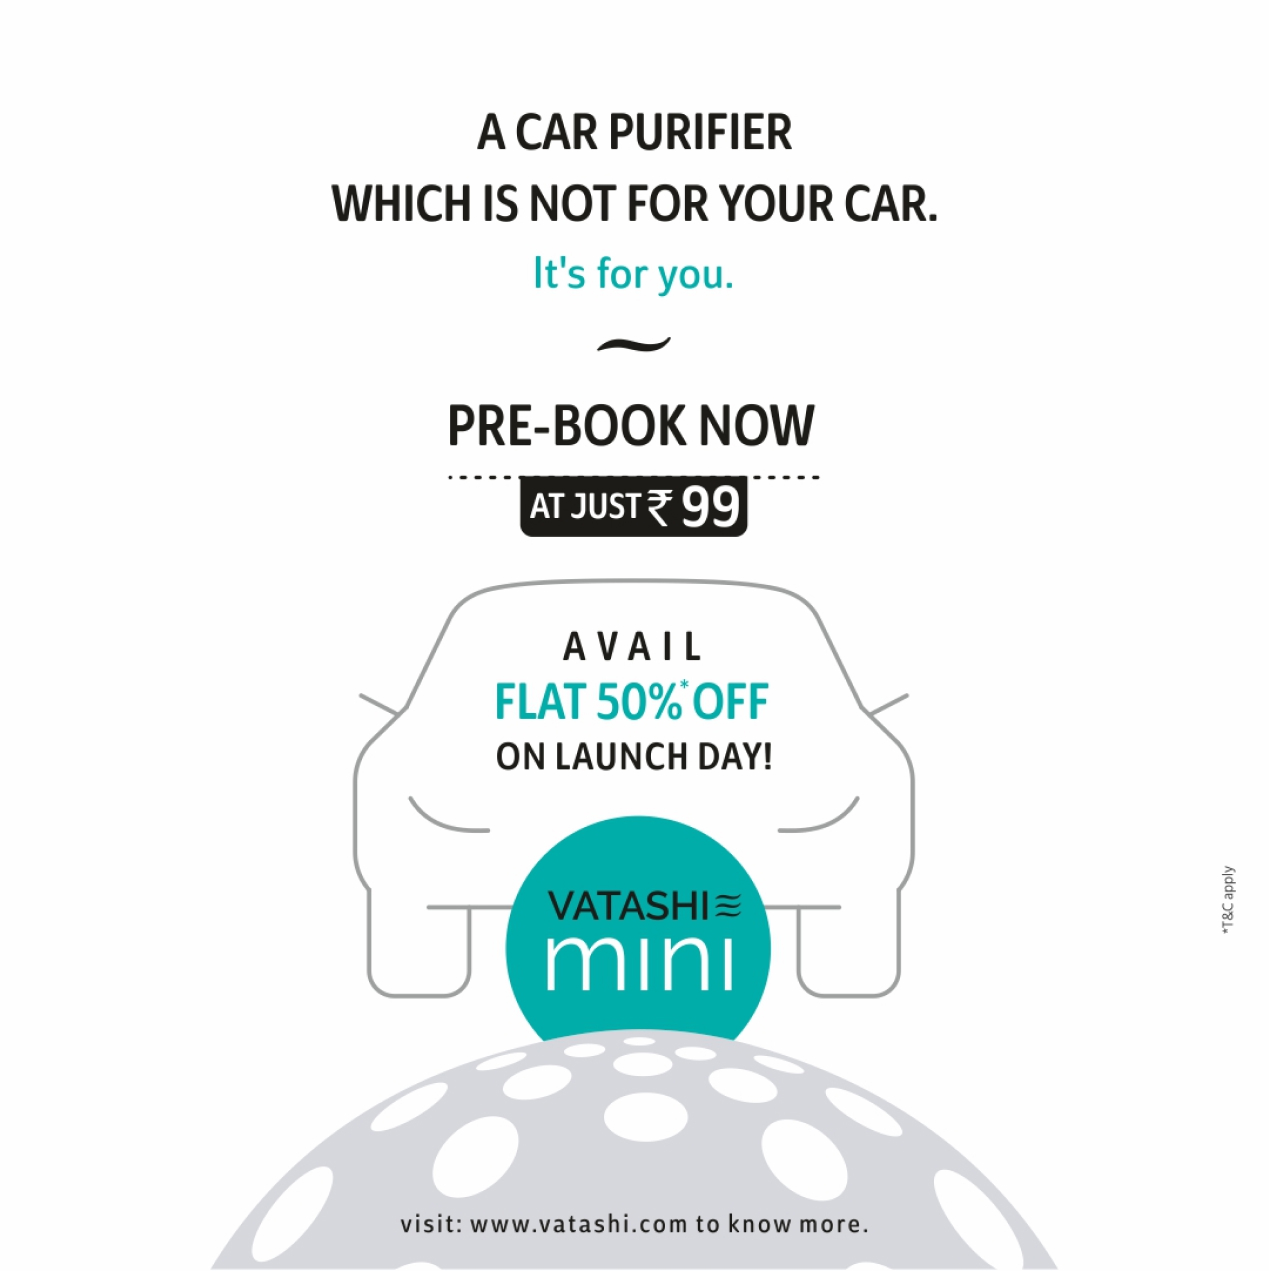 A CAR PURIFIER
WHICH IS NOT FOR YOUR CAR.
It's for you.
PRE-BOOK NOW
AT JUST ₹ 99
AVAIL
FLAT 50%* OFF
ON LAUNCH DAY!
VATASHI
mini
*T&C apply
visit: www.vatashi.com to know more.